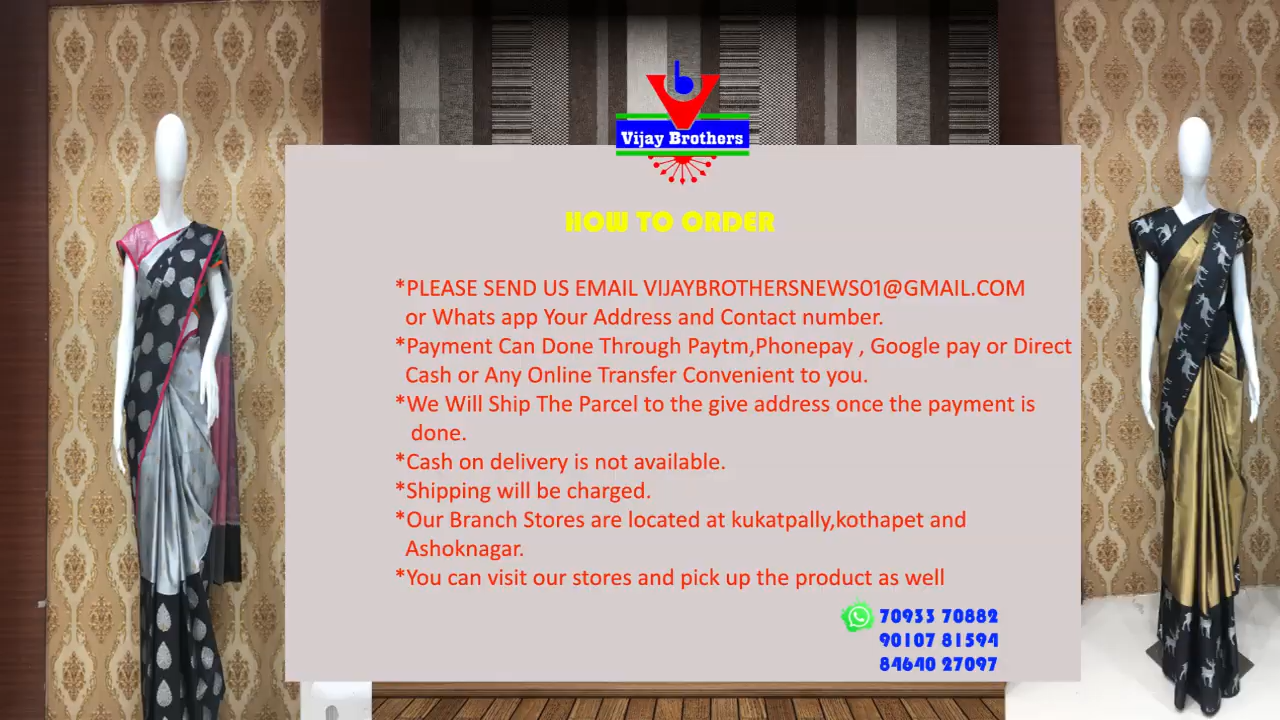 b
Vijay Brothers
HOW TO ORDER
*PLEASE SEND US EMAIL VIJAYBROTHERSNEWS01@GMAIL.COM
or Whats app Your Address and Contact number.
*Payment Can Done Through Paytm,Phonepay , Google pay or Direct
Cash or Any Online Transfer Convenient to you.
*We Will Ship The Parcel to the give address once the payment is
done.
*Cash on delivery is not available.
*Shipping will be charged.
*Our Branch Stores are located at kukatpally,kothapet and
Ashoknagar.
*You can visit our stores and pick up the product as well
70933 70882
90107 81594
84640 27097